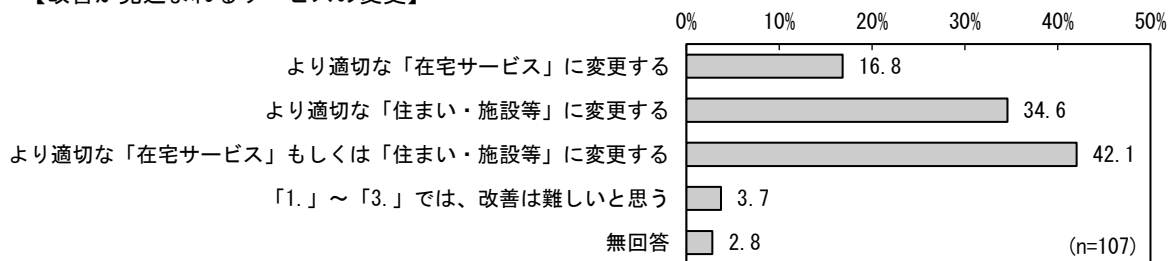 【改善が見込まれるサービスの変更】
0% 10% 20% 30% 40% 50%
より適切な「在宅サービス」に変更する 16.8
より適切な「住まい・施設等」に変更する 34.6
より適切な「在宅サービス」もしくは「住まい・施設等」に変更する 42.1
「1.」～「3.」では、改善は難しいと思う 3.7
無回答 2.8
(n=107)